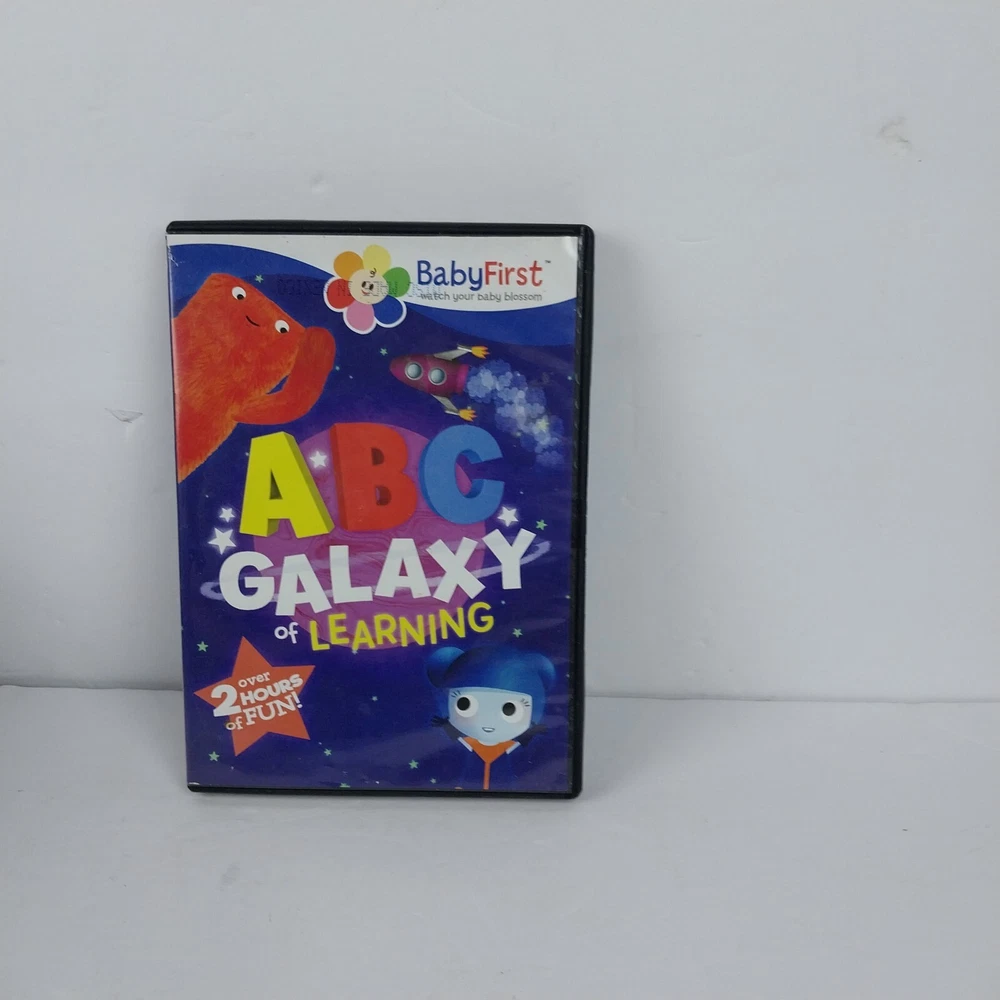 BabyFirst™
watch your baby blossom
ABC
GALAXY
of LEARNING
over
2 HOURS
of FUN!